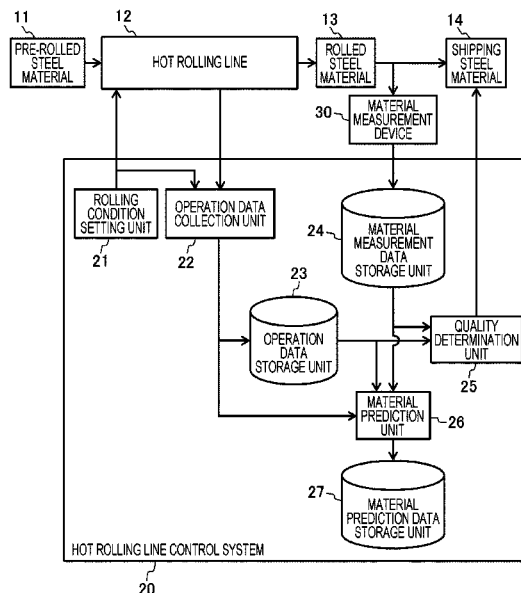 11
12
13
14
PRE-ROLLED
STEEL
MATERIAL
HOT ROLLING LINE
ROLLED
STEEL
MATERIAL
SHIPPING
STEEL
MATERIAL
30
MATERIAL
MEASUREMENT
DEVICE
ROLLING
CONDITION
SETTING UNIT
21
OPERATION DATA
COLLECTION UNIT
22
24
MATERIAL
MEASUREMENT
DATA
STORAGE UNIT
23
OPERATION
DATA
STORAGE UNIT
QUALITY
DETERMINATION
UNIT
25
MATERIAL
PREDICTION
UNIT
26
27
MATERIAL
PREDICTION DATA
STORAGE UNIT
HOT ROLLING LINE CONTROL SYSTEM
20